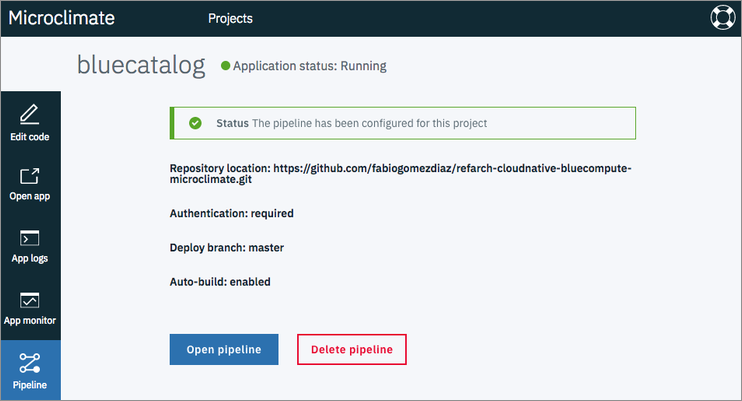 Microclimate
Projects
bluecatalog
Application status: Running
Edit code
Open app
App logs
App monitor
Pipeline
Status The pipeline has been configured for this project
Repository location: https://github.com/fabiogomezdiaz/refarch-cloudnative-bluecompute-
microclimate.git
Authentication: required
Deploy branch: master
Auto-build: enabled
Open pipeline
Delete pipeline